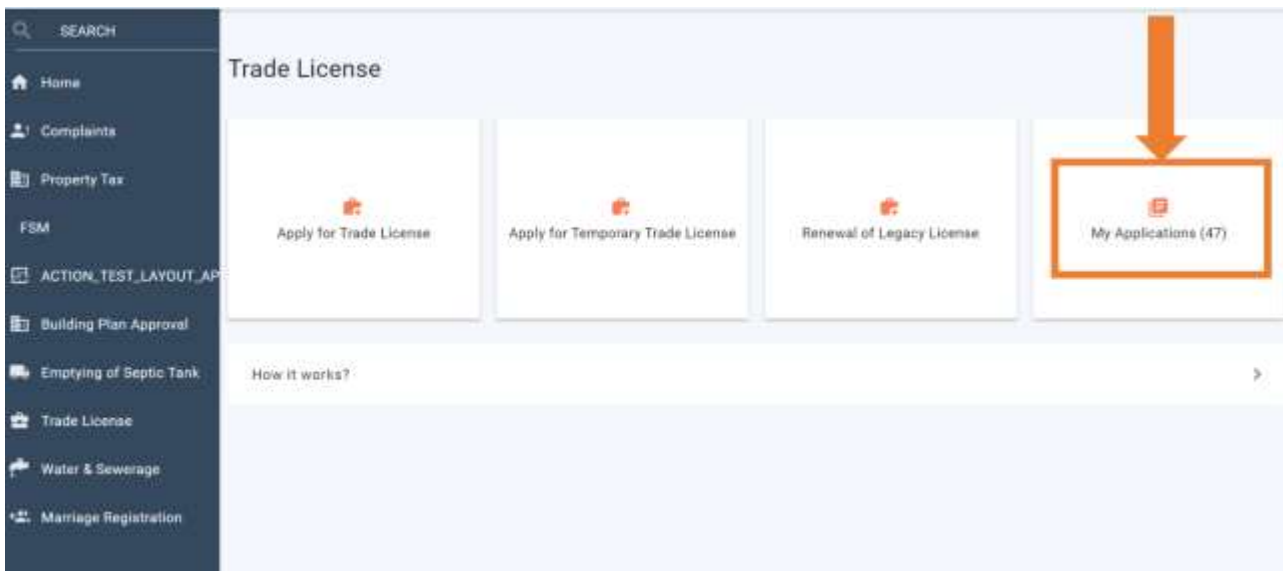 SEARCH
Home
Complaints
Property Tax
FSM
ACTION_TEST_LAYOUT_AP
Building Plan Approval
Emptying of Septic Tank
Trade License
Water & Sewerage
Marriage Registration
Trade License
Apply for Trade License
Apply for Temporary Trade License
Renewal of Legacy License
My Applications (47)
How it works?